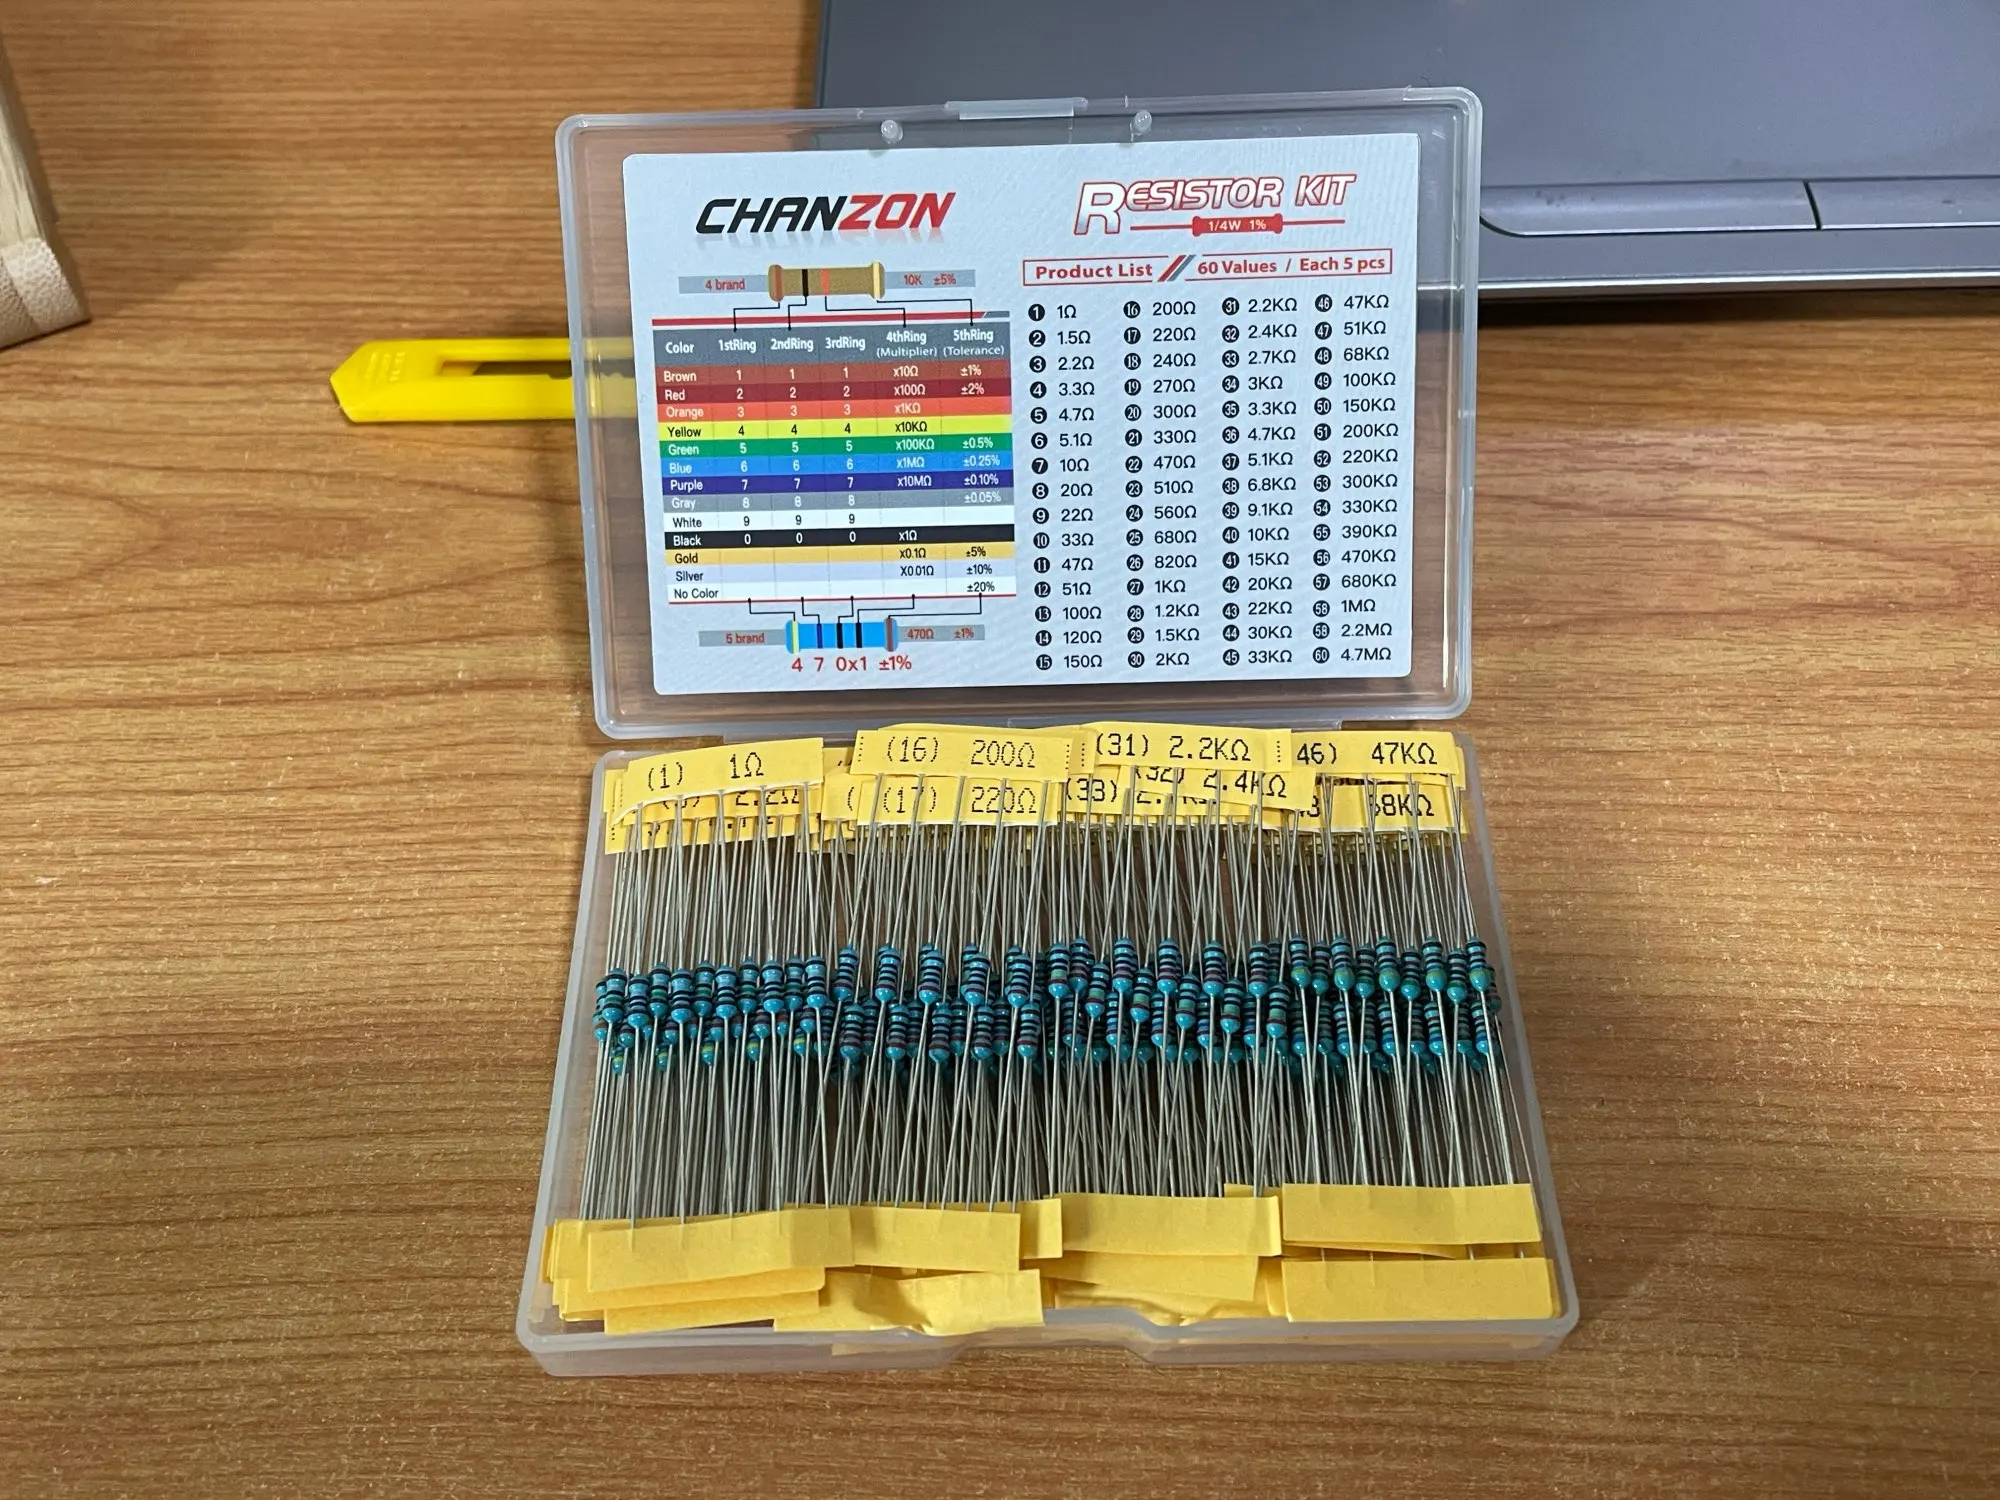 CHANZON
RESISTOR KIT
1/4W 1%
Product List // 60 Values / Each 5 pcs
4 brand 10K ±5%
Color 1stRing 2ndRing 3rdRing 4thRing (Multiplier) 5thRing (Tolerance)
Brown 1 1 1 x10Ω ±1%
Red 2 2 2 x100Ω ±2%
Orange 3 3 3 x1KΩ
Yellow 4 4 4 x10KΩ
Green 5 5 5 x100KΩ ±0.5%
Blue 6 6 6 x1MΩ ±0.25%
Purple 7 7 7 x10MΩ ±0.10%
Gray 8 8 8 ±0.05%
White 9 9 9
Black 0 0 0 x1Ω
Gold x0.1Ω ±5%
Silver X0.01Ω ±10%
No Color ±20%
5 brand 470Ω ±1%
4 7 0x1 ±1%
1 1Ω
2 1.5Ω
3 2.2Ω
4 3.3Ω
5 4.7Ω
6 5.1Ω
7 10Ω
8 20Ω
9 22Ω
10 33Ω
11 47Ω
12 51Ω
13 100Ω
14 120Ω
15 150Ω
16 200Ω
17 220Ω
18 240Ω
19 270Ω
20 300Ω
21 330Ω
22 470Ω
23 510Ω
24 560Ω
25 680Ω
26 820Ω
27 1KΩ
28 1.2KΩ
29 1.5KΩ
30 2KΩ
31 2.2KΩ
32 2.4KΩ
33 2.7KΩ
34 3KΩ
35 3.3KΩ
36 4.7KΩ
37 5.1KΩ
38 6.8KΩ
39 9.1KΩ
40 10KΩ
41 15KΩ
42 20KΩ
43 22KΩ
44 30KΩ
45 33KΩ
46 47KΩ
47 51KΩ
48 68KΩ
49 100KΩ
50 150KΩ
51 200KΩ
52 220KΩ
53 300KΩ
54 330KΩ
55 390KΩ
56 470KΩ
57 680KΩ
58 1MΩ
58 2.2MΩ
60 4.7MΩ
(1) 1Ω
(16) 200Ω
(31) 2.2KΩ
46) 47KΩ
2.2Ω
(17) 220Ω
(32) 2.4KΩ
(33)
68KΩ